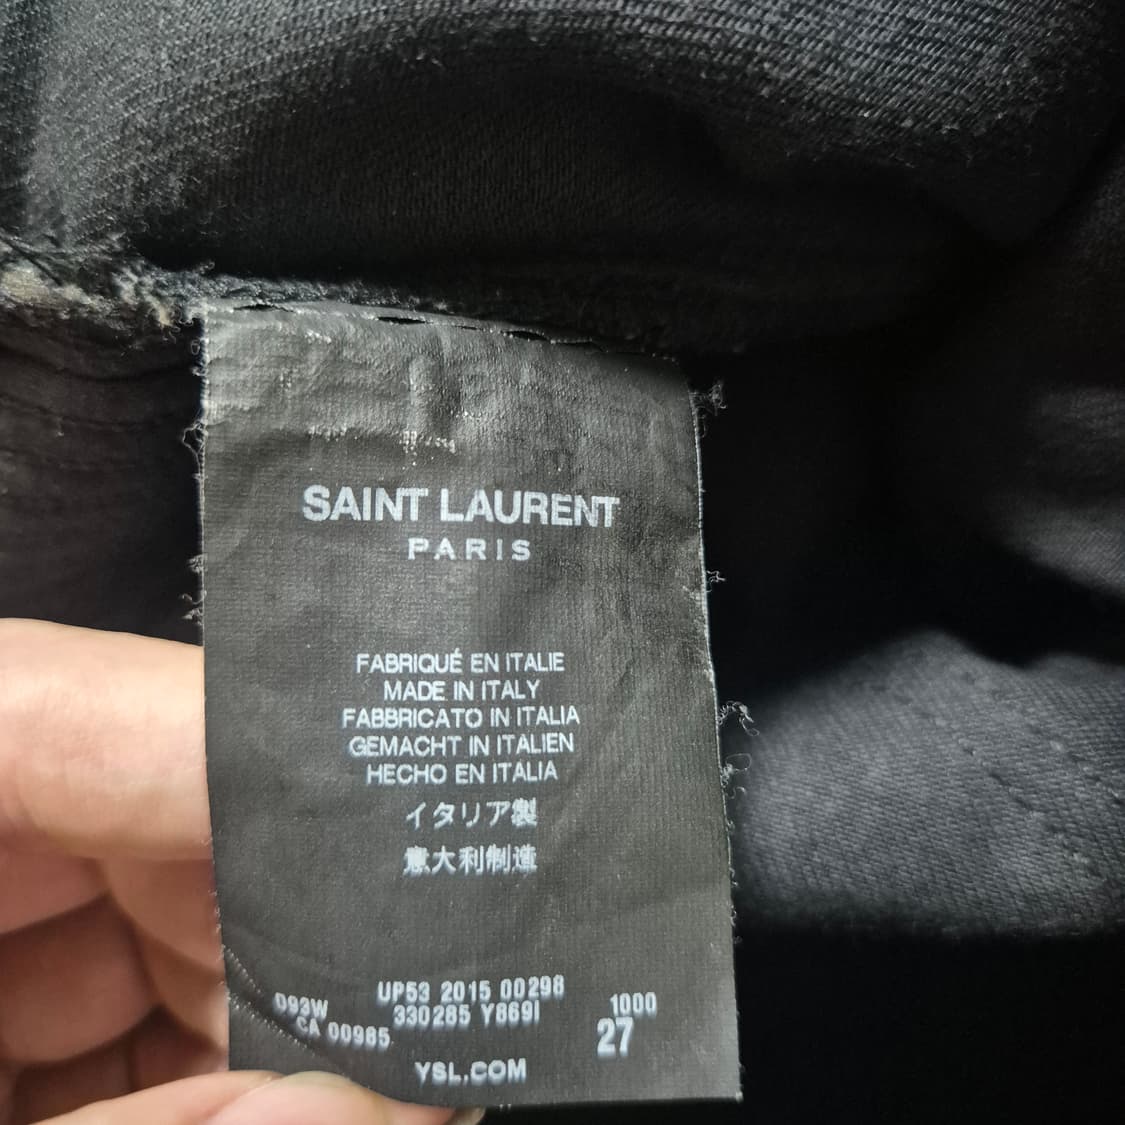 SAINT LAURENT
PARIS
FABRIQUÉ EN ITALIE
MADE IN ITALY
FABBRICATO IN ITALIA
GEMACHT IN ITALIEN
HECHO EN ITALIA
イタリア製
意大利制造
D93W
CA 00985
UP53 2015 00298
330285 Y869I
1000
27
YSL.COM